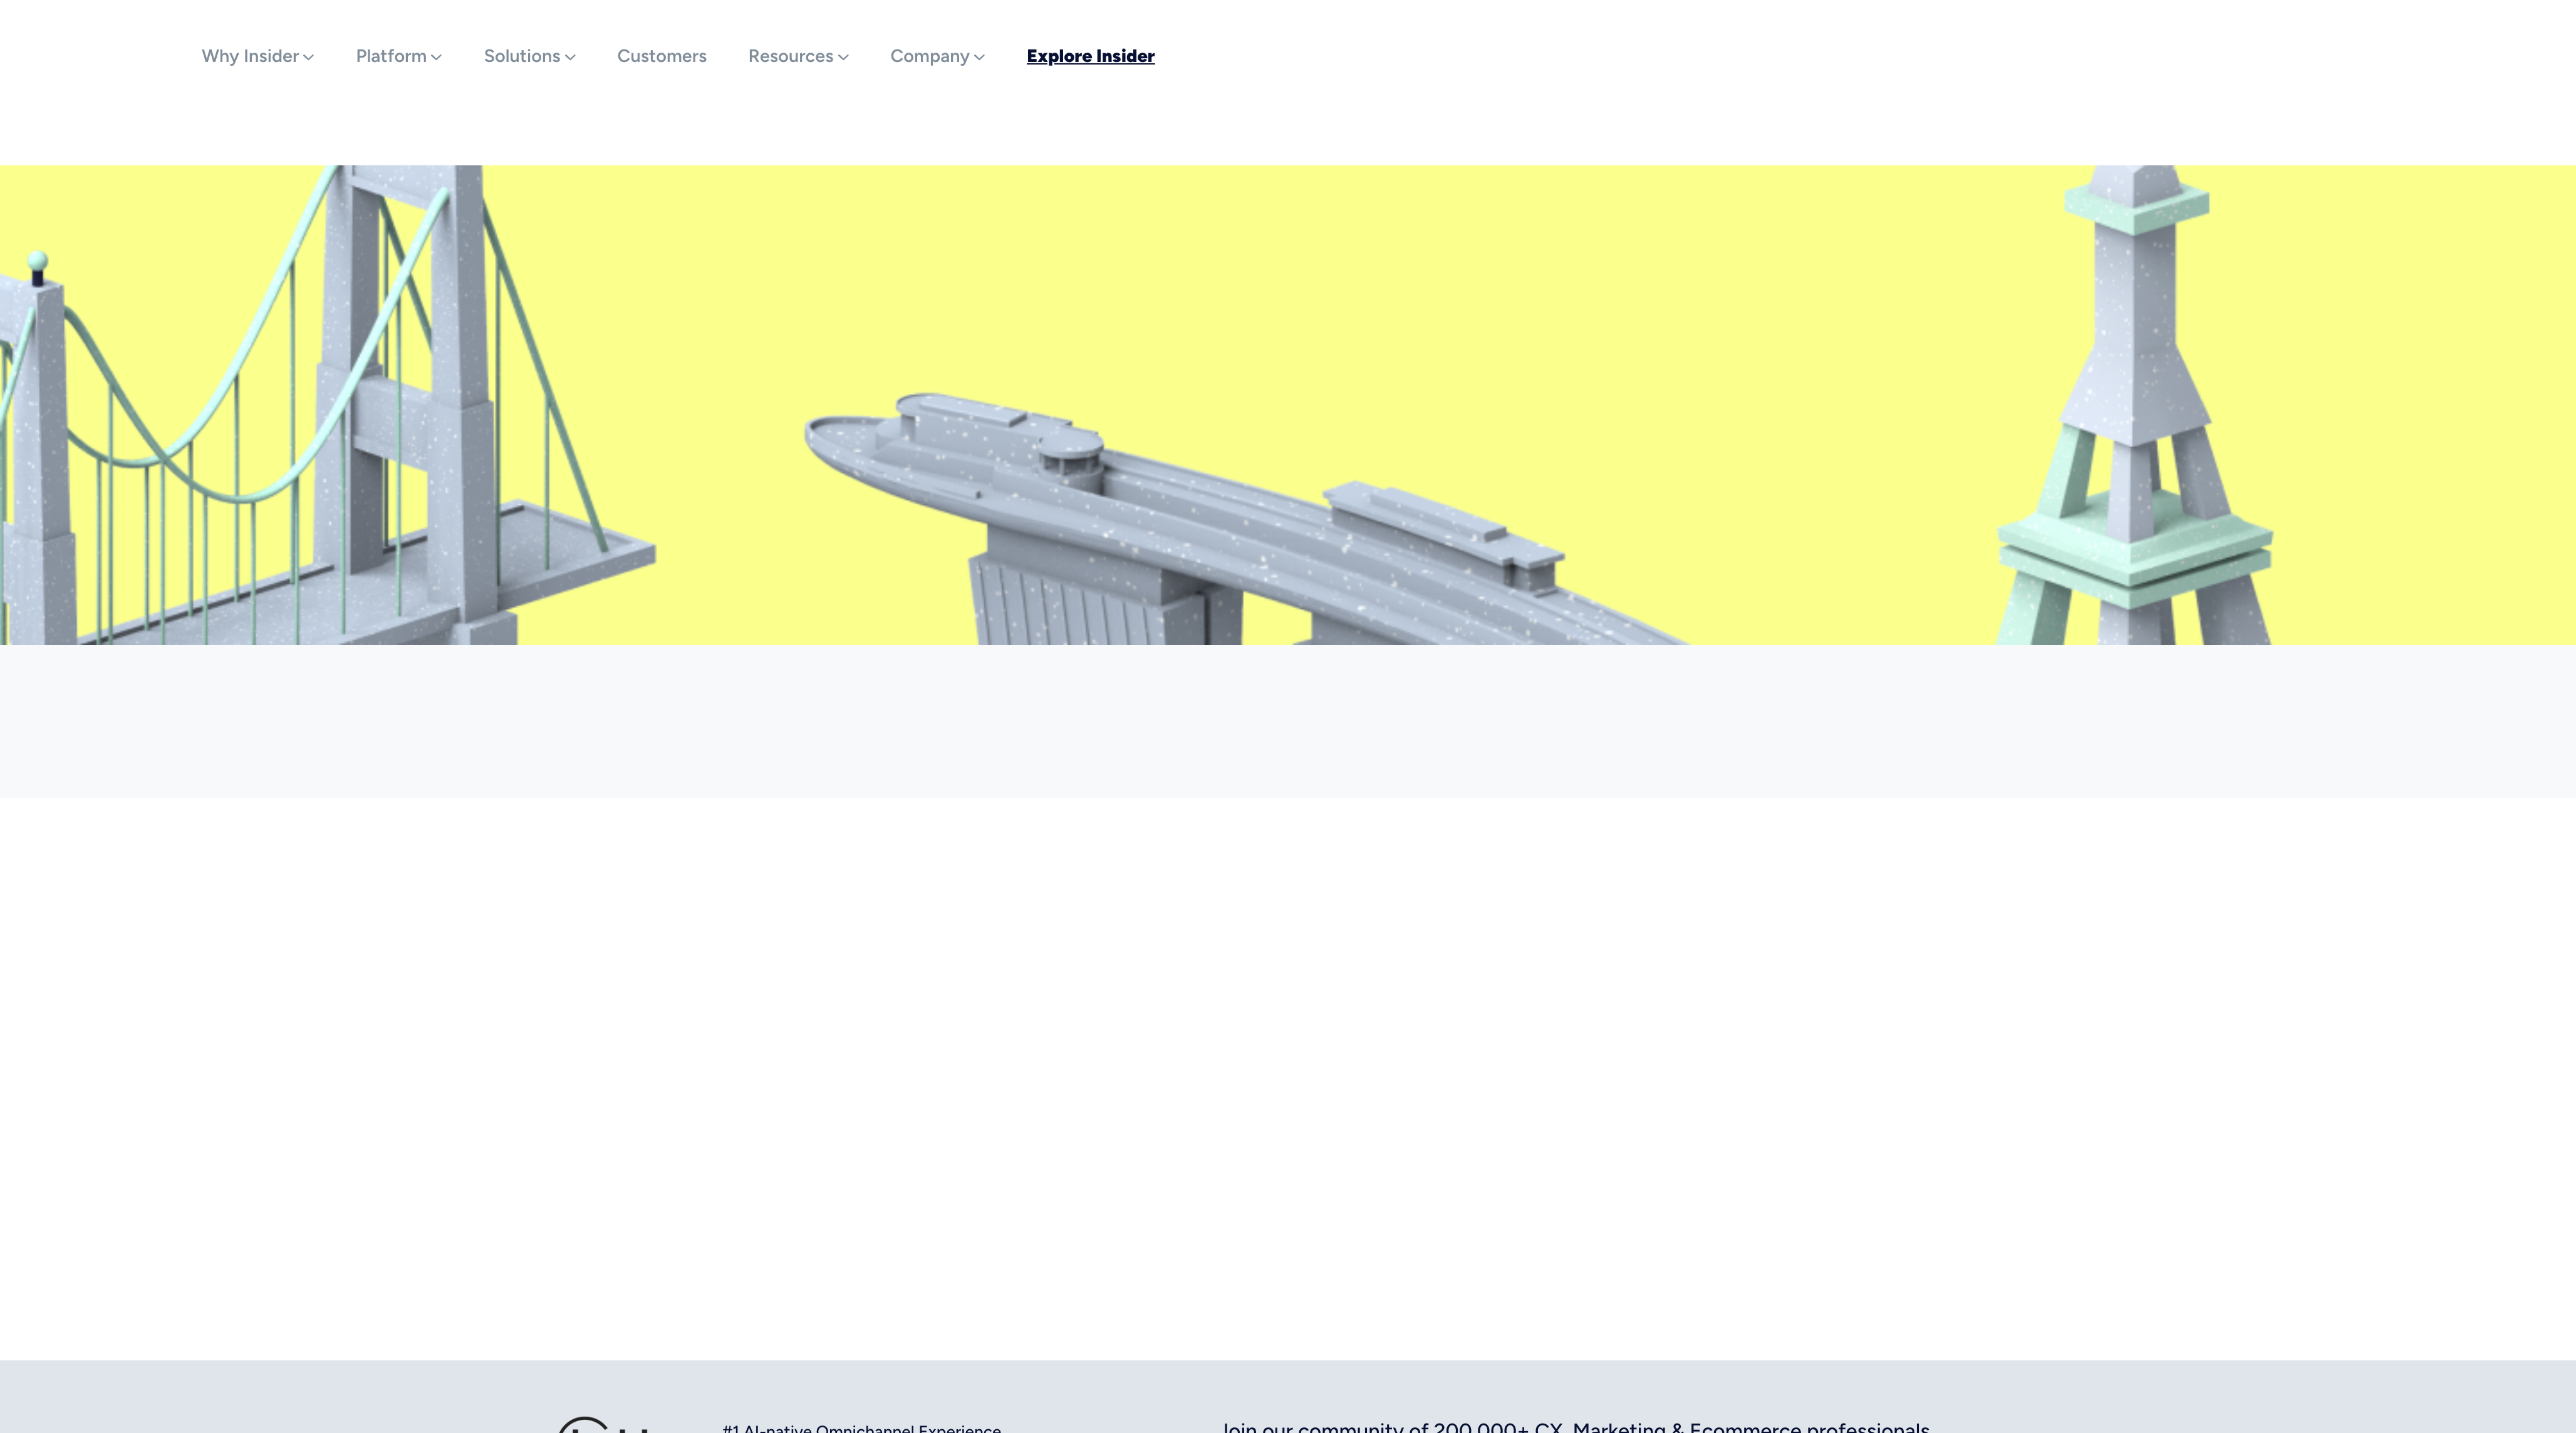 Why Insider
Platform
Solutions
Customers
Resources
Company
Explore Insider
#1 AI-native Omnichannel Experience
Join our community of 200,000+ CX, Marketing & Ecommerce professionals